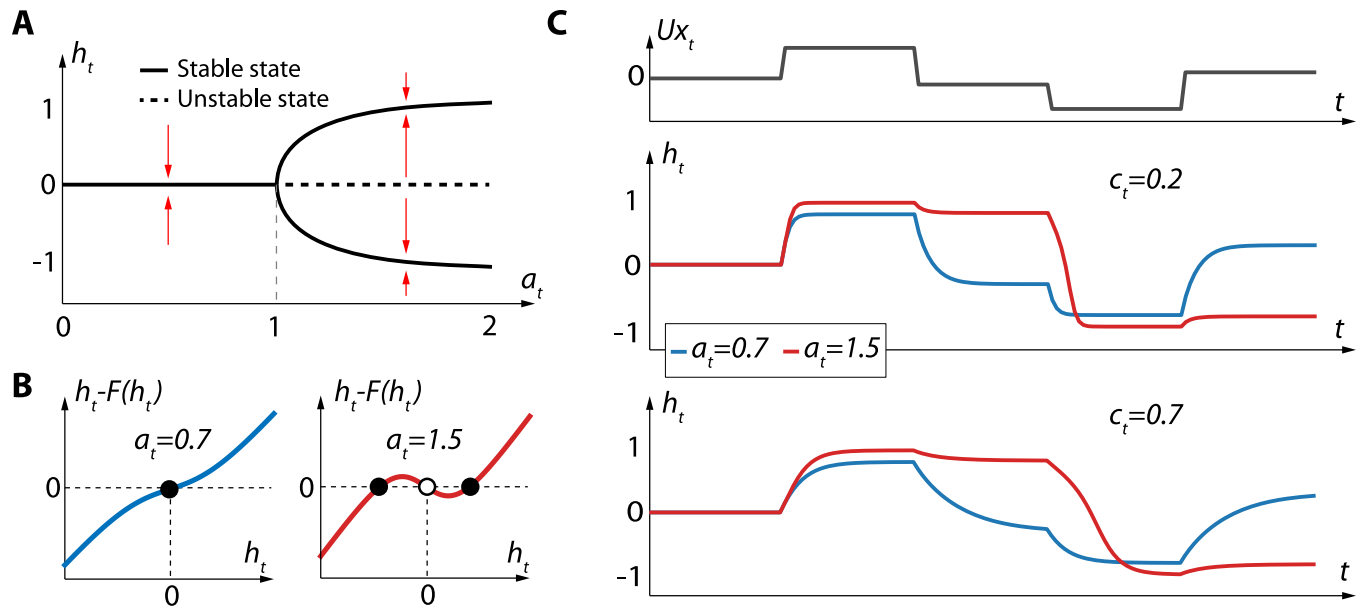 A
h_t
Stable state
Unstable state
1
0
-1
a_t
0
1
2
B
h_t-F(h_t)
a_t=0.7
0
h_t
0
h_t-F(h_t)
a_t=1.5
0
h_t
0
C
Ux_t
0
t
h_t
c_t=0.2
1
0
-1
t
a_t=0.7 a_t=1.5
h_t
c_t=0.7
1
0
-1
t